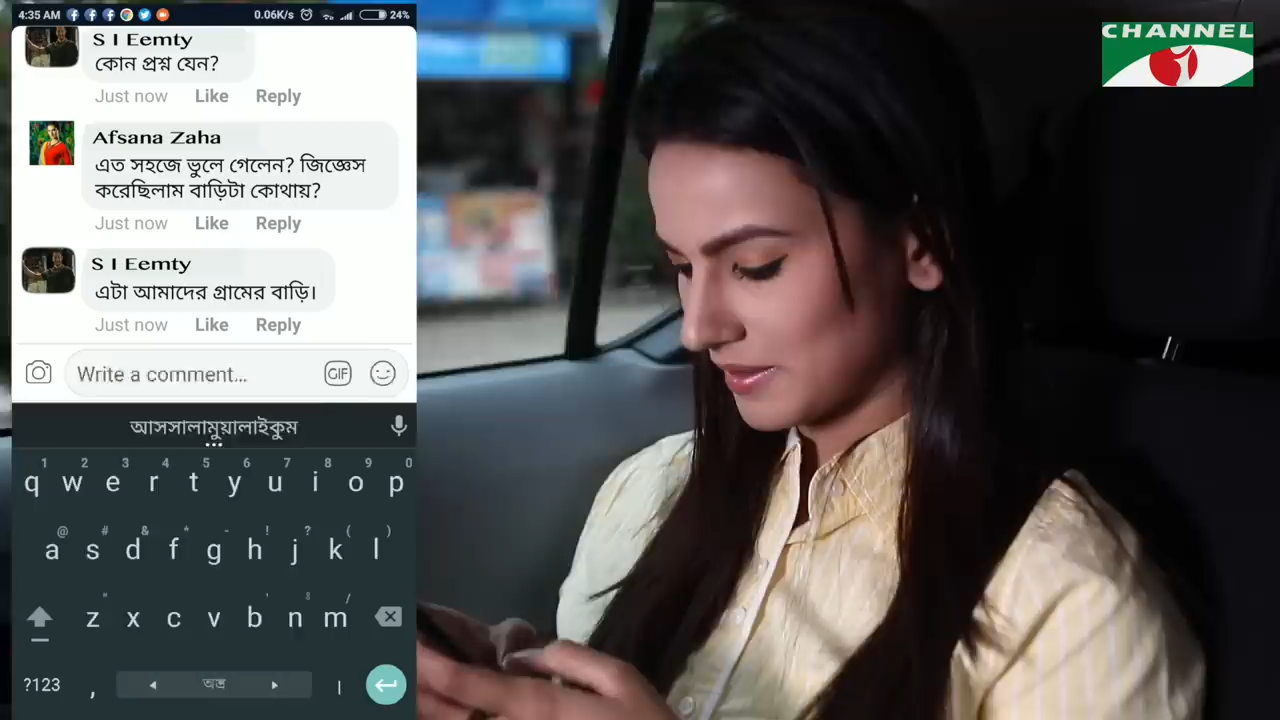 4:35 AM 0.06K/s 24%
CHANNEL
S I Eemty
কোন প্রশ্ন যেন?
Just now Like Reply
Afsana Zaha
এত সহজে ভুলে গেলেন? জিজ্ঞেস
করেছিলাম বাড়িটা কোথায়?
Just now Like Reply
S I Eemty
এটা আমাদের গ্রামের বাড়ি।
Just now Like Reply
Write a comment...
GIF
আসসালামুয়ালাইকুম
1 2 3 4 5 6 7 8 9 0
q w e r t y u i o p
@ # & * - ! ? ( )
a s d f g h j k l
z x c v b n m
?123 , অভ্র ।